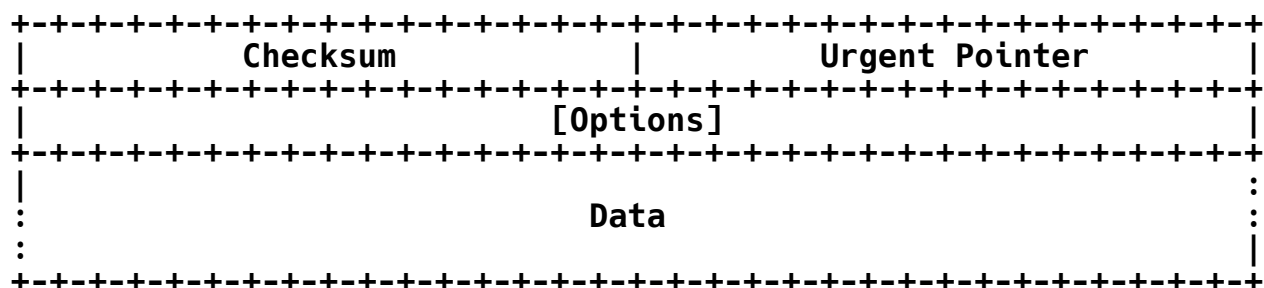 +-+-+-+-+-+-+-+-+-+-+-+-+-+-+-+-+-+-+-+-+-+-+-+-+-+-+-+-+-+-+-+-+
|           Checksum            |         Urgent Pointer        |
+-+-+-+-+-+-+-+-+-+-+-+-+-+-+-+-+-+-+-+-+-+-+-+-+-+-+-+-+-+-+-+-+
|                           [Options]                           |
+-+-+-+-+-+-+-+-+-+-+-+-+-+-+-+-+-+-+-+-+-+-+-+-+-+-+-+-+-+-+-+-+
|                                                               :
:                             Data                              :
:                                                               |
+-+-+-+-+-+-+-+-+-+-+-+-+-+-+-+-+-+-+-+-+-+-+-+-+-+-+-+-+-+-+-+-+